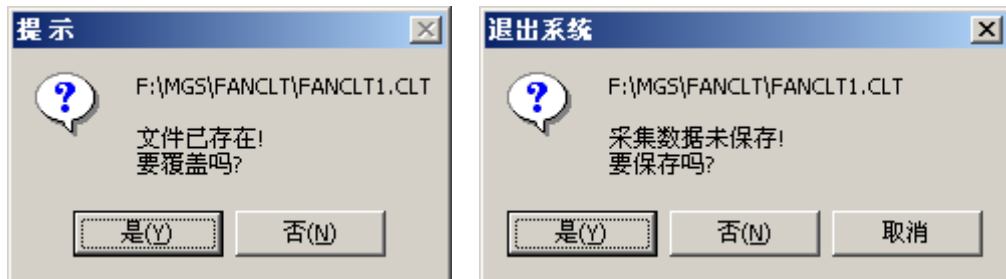 提 示
F:\MGS\FANCLT\FANCLT1.CLT
文件已存在!
要覆盖吗?
是(Y)
否(N)
退出系统
F:\MGS\FANCLT\FANCLT1.CLT
采集数据未保存!
要保存吗?
是(Y)
否(N)
取消